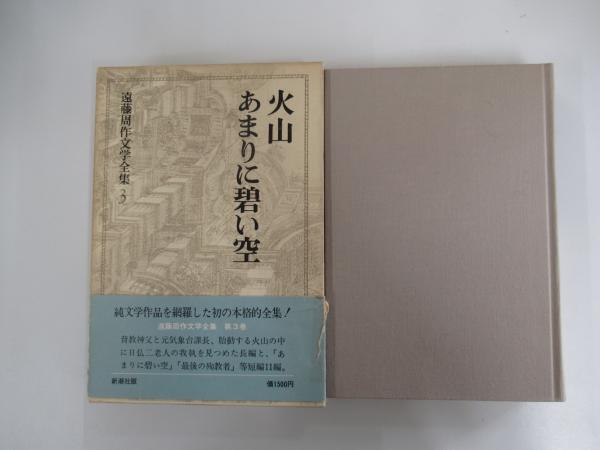 火山
あまりに碧い空
遠藤周作文学全集 3
純文学作品を網羅した初の本格的全集!
遠藤周作文学全集 第3巻
背教神父と元気象台課長、胎動する火山の中
に日仏二老人の我執を見つめた長編と、「あ
まりに碧い空」「最後の殉教者」等短編11編。
新潮社版
価1500円